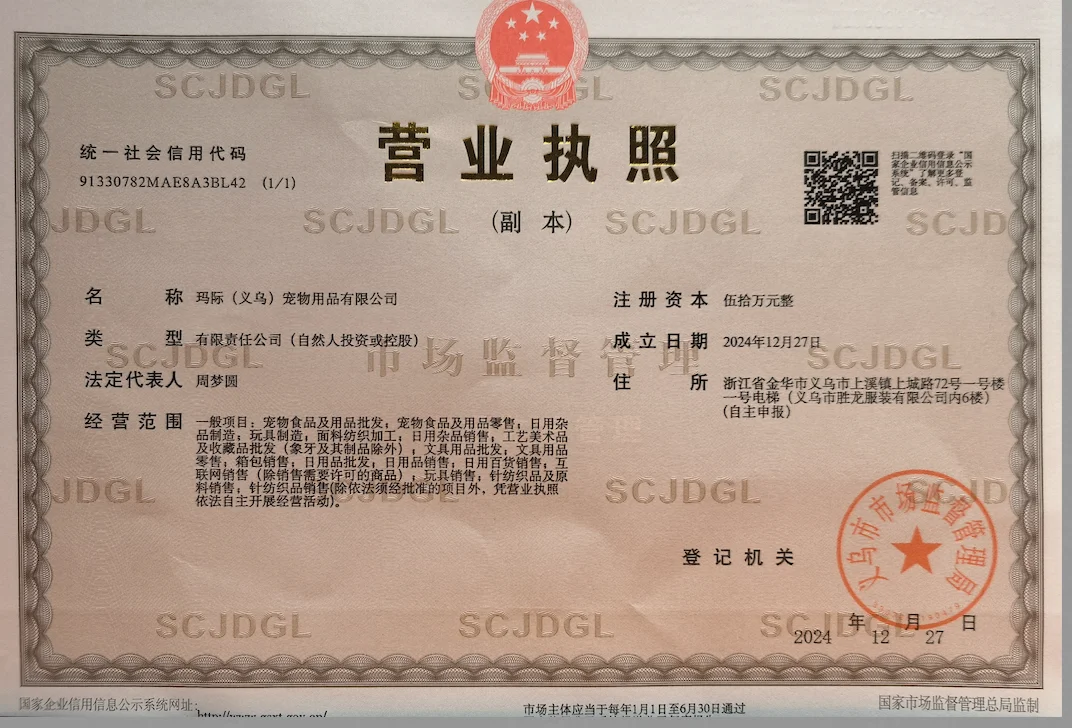 统一社会信用代码
91330782MAE8A3BL42 (1/1)
营业执照
(副 本)
扫描二维码登录“国
家企业信用信息公示
系统”了解更多登
记、备案、许可、监
管信息
名 称 玛际（义乌）宠物用品有限公司
类 型 有限责任公司（自然人投资或控股）
法定代表人 周梦圆
经营范围 一般项目：宠物食品及用品批发；宠物食品及用品零售；日用杂
品制造；玩具制造；面料纺织加工；日用杂品销售；工艺美术品
及收藏品批发（象牙及其制品除外）；文具用品批发；文具用品
零售；箱包销售；日用品批发；日用品销售；日用百货销售；互
联网销售（除销售需要许可的商品）；玩具销售；针纺织品及原
料销售；针纺织品销售(除依法须经批准的项目外，凭营业执照
依法自主开展经营活动)。
注册资本 伍拾万元整
成立日期 2024年12月27日
住 所 浙江省金华市义乌市上溪镇上城路72号一号楼
一号电梯（义乌市胜龙服装有限公司内6楼）
(自主申报)
登记机关
义乌市市场监督管理局
2024 年 12 月 27 日
SCJDGL SCJDGL SCJDGL
JDGL SCJDGL SCJDGL SCJD
SCJDGL 市场监督管理 SCJDGL
JDGL SCJDGL SCJDGL SCJD
SCJDGL SCJDGL SCJDGL
国家企业信用信息公示系统网址：
http://www.gsxt.gov.cn/
市场主体应当于每年1月1日至6月30日通过
国家市场监督管理总局监制